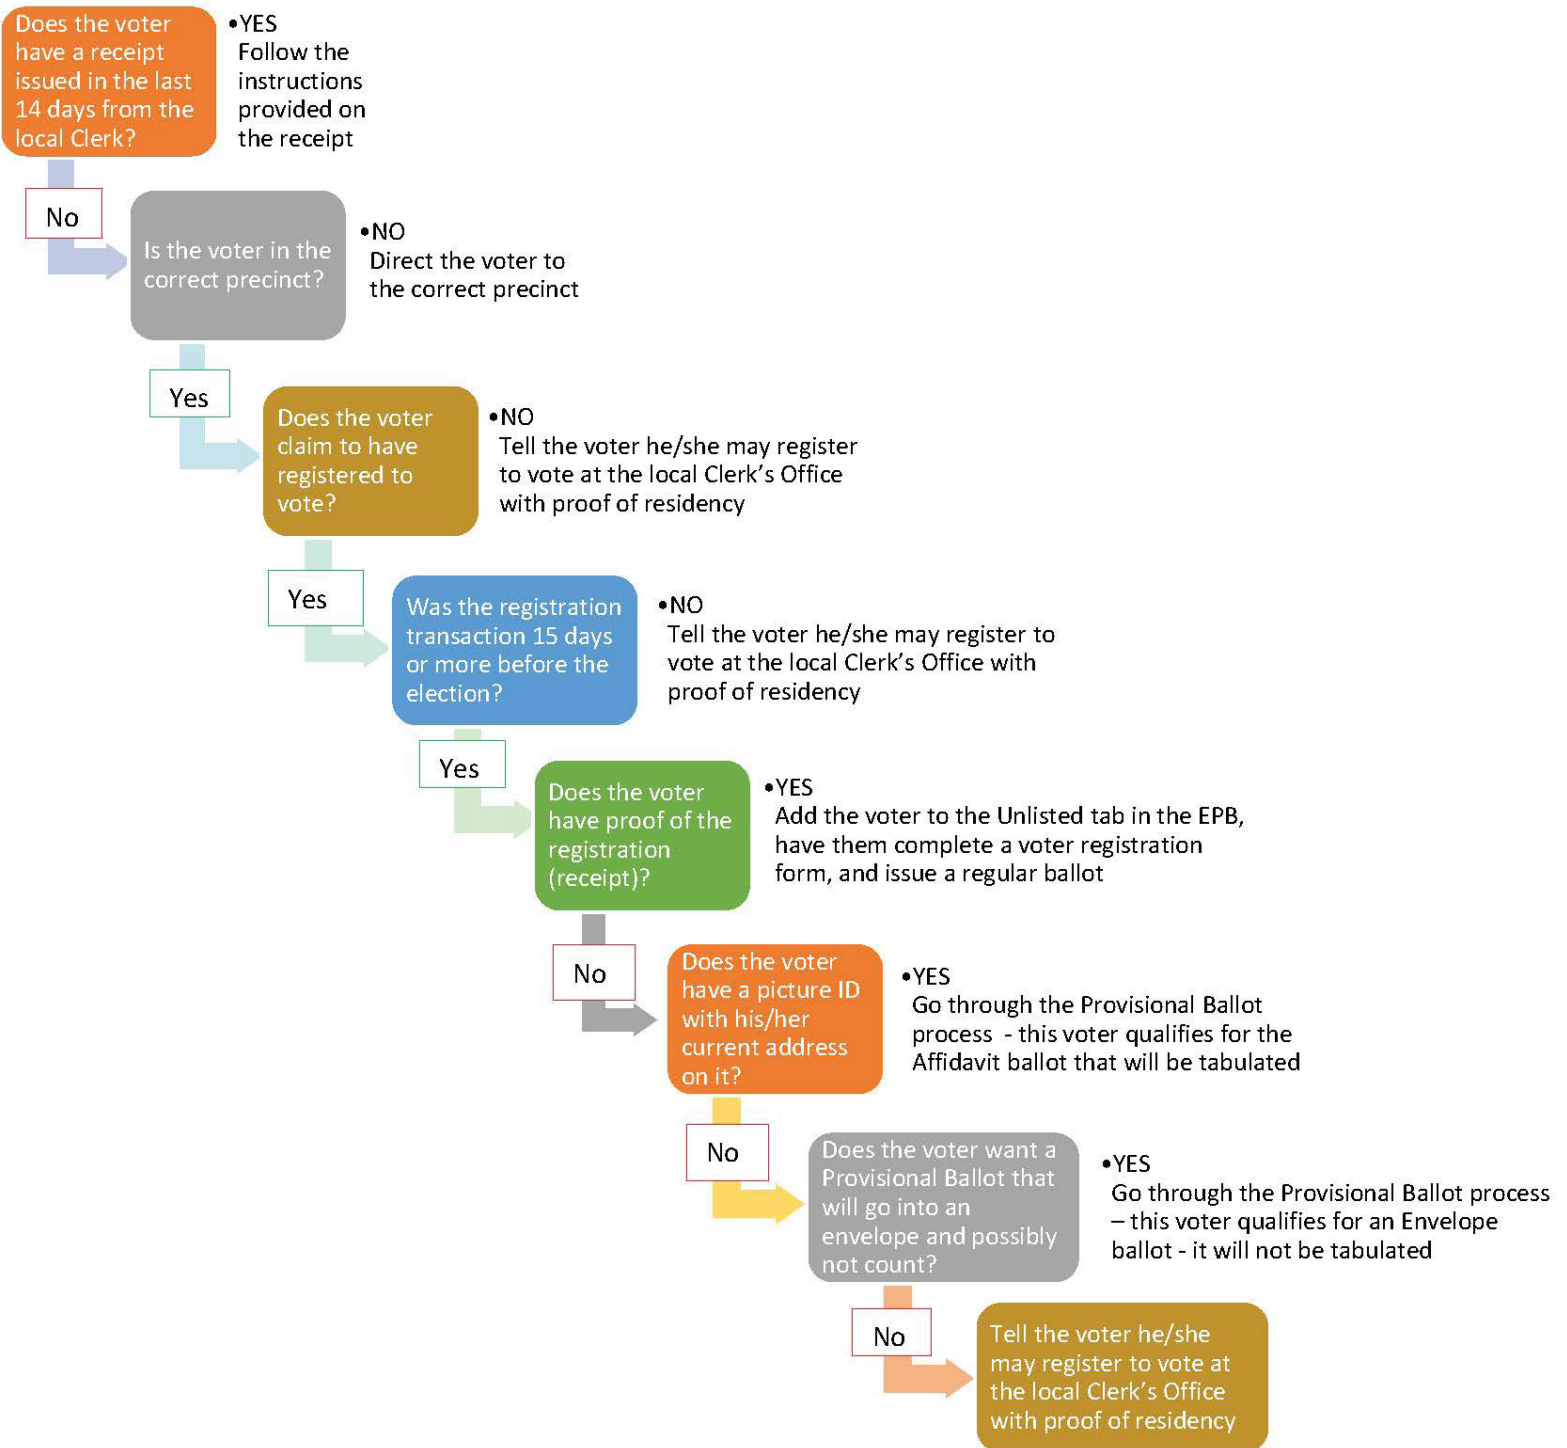 Does the voter
have a receipt
issued in the last
14 days from the
local Clerk?
•YES
Follow the
instructions
provided on
the receipt
No
Is the voter in the
correct precinct?
•NO
Direct the voter to
the correct precinct
Yes
Does the voter
claim to have
registered to
vote?
•NO
Tell the voter he/she may register
to vote at the local Clerk's Office
with proof of residency
Yes
Was the registration
transaction 15 days
or more before the
election?
•NO
Tell the voter he/she may register to
vote at the local Clerk's Office with
proof of residency
Yes
Does the voter
have proof of the
registration
(receipt)?
•YES
Add the voter to the Unlisted tab in the EPB,
have them complete a voter registration
form, and issue a regular ballot
No
Does the voter
have a picture ID
with his/her
current address
on it?
•YES
Go through the Provisional Ballot
process - this voter qualifies for the
Affidavit ballot that will be tabulated
No
Does the voter want a
Provisional Ballot that
will go into an
envelope and possibly
not count?
•YES
Go through the Provisional Ballot process
– this voter qualifies for an Envelope
ballot - it will not be tabulated
No
Tell the voter he/she
may register to vote at
the local Clerk's Office
with proof of residency